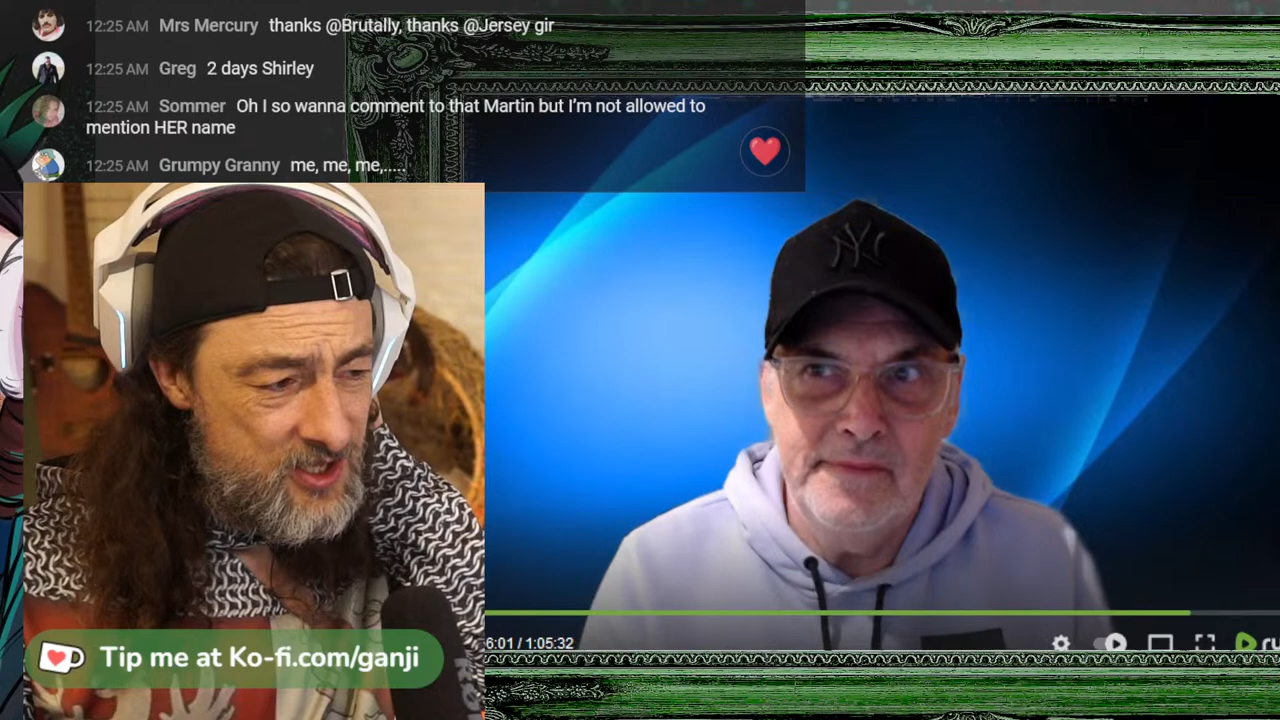 12:25 AM Mrs Mercury thanks @Brutally, thanks @Jersey gir
12:25 AM Greg 2 days Shirley
12:25 AM Sommer Oh I so wanna comment to that Martin but I’m not allowed to
mention HER name
12:25 AM Grumpy Granny me, me, me,.....
NY
6:01 / 1:05:32
Tip me at Ko-fi.com/ganji